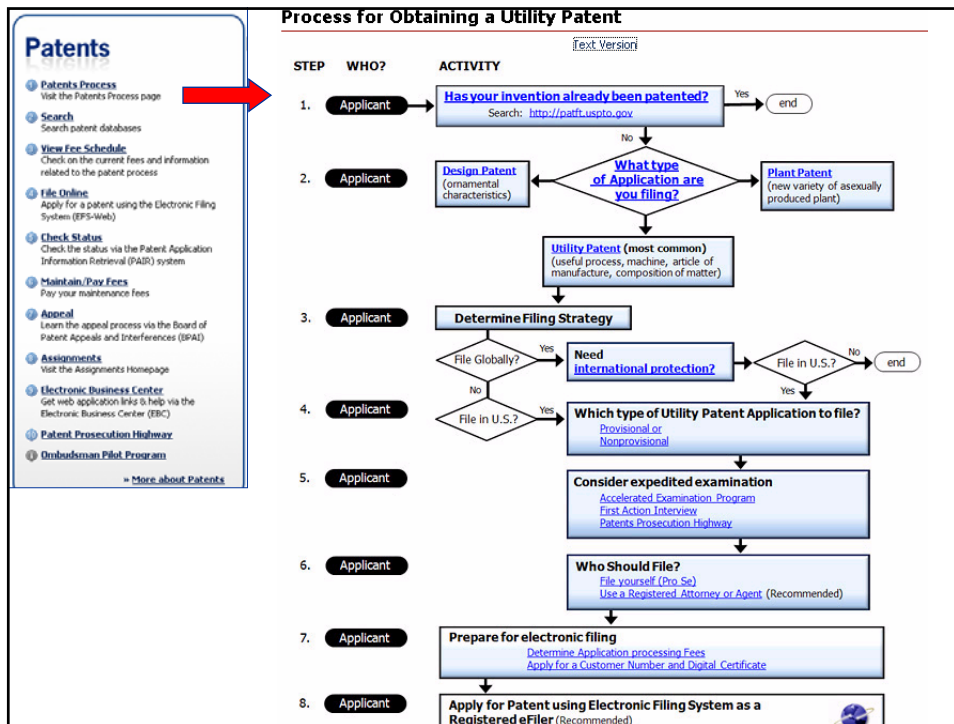 Patents
1 Patents Process
Visit the Patents Process page
2 Search
Search patent databases
3 View Fee Schedule
Check on the current fees and information
related to the patent process
4 File Online
Apply for a patent using the Electronic Filing
System (EFS-Web)
5 Check Status
Check the status via the Patent Application
Information Retrieval (PAIR) system
6 Maintain/Pay Fees
Pay your maintenance fees
7 Appeal
Learn the appeal process via the Board of
Patent Appeals and Interferences (BPAI)
Assignments
Visit the Assignments Homepage
Electronic Business Center
Get web application links & help via the
Electronic Business Center (EBC)
10 Patent Prosecution Highway
Ombudsman Pilot Program
» More about Patents
Process for Obtaining a Utility Patent
Text Version
STEP WHO? ACTIVITY
1. Applicant
Has your invention already been patented?
Search: http://patft.uspto.gov
Yes
end
No
2. Applicant
Design Patent
(ornamental
characteristics)
What type
of Application are
you filing?
Plant Patent
(new variety of asexually
produced plant)
Utility Patent (most common)
(useful process, machine, article of
manufacture, composition of matter)
3. Applicant
Determine Filing Strategy
File Globally?
Yes
Need
international protection?
File in U.S.?
No
end
No
Yes
4. Applicant
File in U.S.?
Yes
Which type of Utility Patent Application to file?
Provisional or
Nonprovisional
5. Applicant
Consider expedited examination
Accelerated Examination Program
First Action Interview
Patents Prosecution Highway
6. Applicant
Who Should File?
File yourself (Pro Se)
Use a Registered Attorney or Agent (Recommended)
7. Applicant
Prepare for electronic filing
Determine Application processing Fees
Apply for a Customer Number and Digital Certificate
8. Applicant
Apply for Patent using Electronic Filing System as a
Registered eFiler (Recommended)